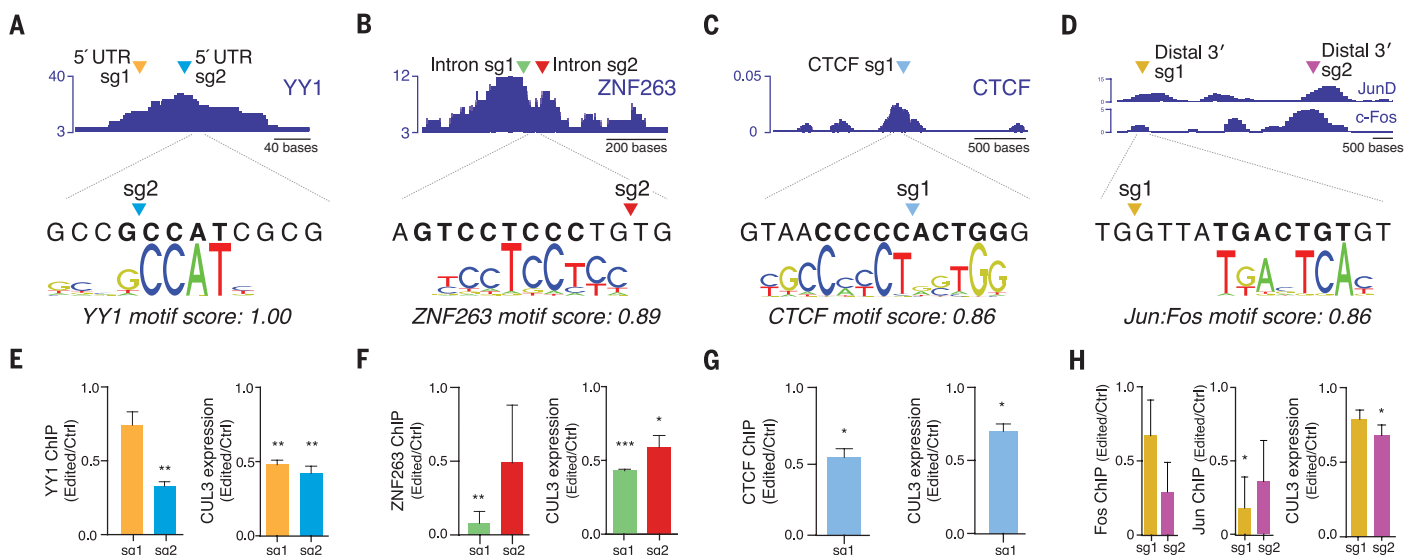 A
5´ UTR
sg1
5´ UTR
sg2
40
YY1
3
40 bases
sg2
GCCGCCATCGCG
GCCAT
YY1 motif score: 1.00
B
Intron sg1
Intron sg2
12
ZNF263
3
200 bases
sg2
AGTCCTCCCTGTG
TCCTCCTCC
ZNF263 motif score: 0.89
C
CTCF sg1
0.05
CTCF
0
500 bases
sg1
GTAACCCCCACTGGG
CTCF motif score: 0.86
D
Distal 3′
sg1
Distal 3′
sg2
15
JunD
0
5
c-Fos
0
500 bases
sg1
TGGTTATGACTGTGT
TGA TCA
Jun:Fos motif score: 0.86
E
YY1 ChIP
(Edited/Ctrl)
1.0
0.5
0.0
**
sg1 sg2
CUL3 expression
(Edited/Ctrl)
1.0
0.5
0.0
** **
sg1 sg2
F
ZNF263 ChIP
(Edited/Ctrl)
1.0
0.5
0.0
**
sg1 sg2
CUL3 expression
(Edited/Ctrl)
1.0
0.5
0.0
*** *
sg1 sg2
G
CTCF ChIP
(Edited/Ctrl)
1.0
0.5
0.0
*
sg1
CUL3 expression
(Edited/Ctrl)
1.0
0.5
0.0
*
sg1
H
Fos ChIP (Edited/Ctrl)
1.0
0.5
0.0
sg1 sg2
Jun ChIP (Edited/Ctrl)
1.0
0.5
0.0
*
sg1 sg2
CUL3 expression
(Edited/Ctrl)
1.0
0.5
0.0
*
sg1 sg2